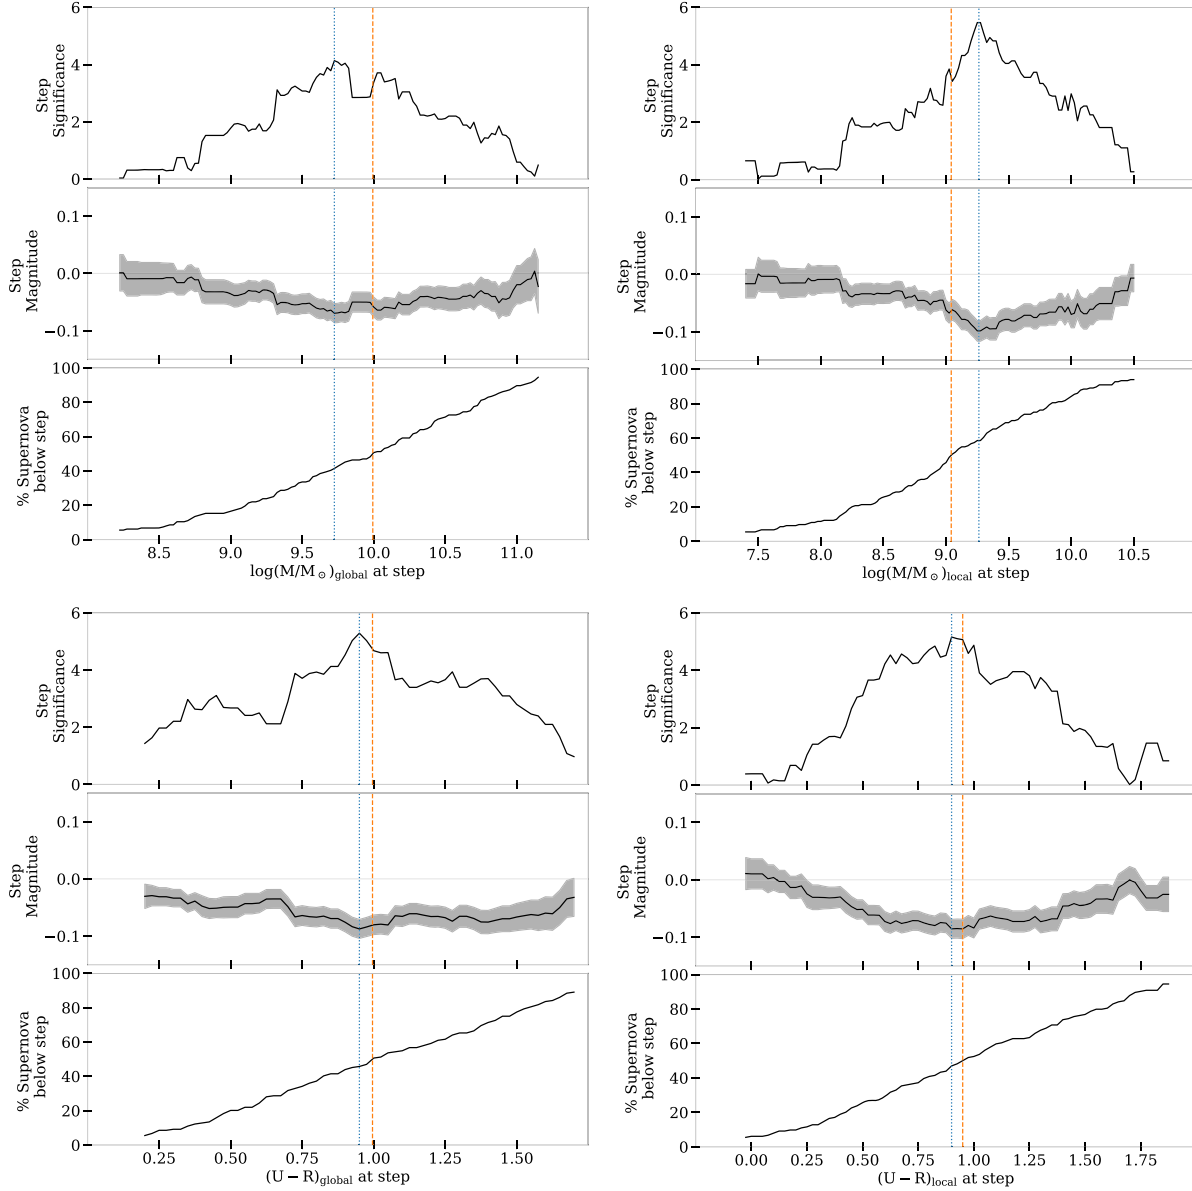 6
4
2
0
Step
Significance
0.1
0.0
−0.1
Step
Magnitude
100
80
60
40
20
0
% Supernova
below step
8.5 9.0 9.5 10.0 10.5 11.0
log(M/M⊙)global at step
6
4
2
0
Step
Significance
0.1
0.0
−0.1
Step
Magnitude
100
80
60
40
20
0
% Supernova
below step
7.5 8.0 8.5 9.0 9.5 10.0 10.5
log(M/M⊙)local at step
6
4
2
0
Step
Significance
0.1
0.0
−0.1
Step
Magnitude
100
80
60
40
20
0
% Supernova
below step
0.25 0.50 0.75 1.00 1.25 1.50
(U − R)global at step
6
4
2
0
Step
Significance
0.1
0.0
−0.1
Step
Magnitude
100
80
60
40
20
0
% Supernova
below step
0.00 0.25 0.50 0.75 1.00 1.25 1.50 1.75
(U − R)local at step